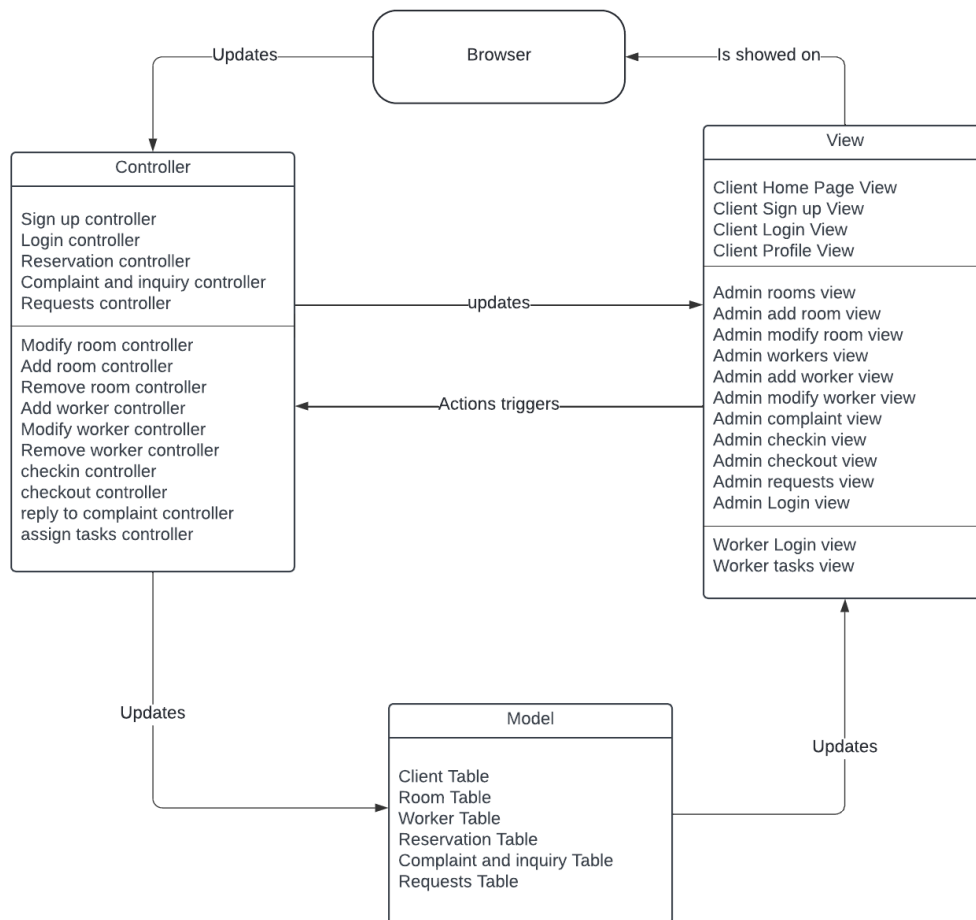 Browser
Updates
Is showed on
Controller
Sign up controller
Login controller
Reservation controller
Complaint and inquiry controller
Requests controller
Modify room controller
Add room controller
Remove room controller
Add worker controller
Modify worker controller
Remove worker controller
checkin controller
checkout controller
reply to complaint controller
assign tasks controller
updates
Actions triggers
View
Client Home Page View
Client Sign up View
Client Login View
Client Profile View
Admin rooms view
Admin add room view
Admin modify room view
Admin workers view
Admin add worker view
Admin modify worker view
Admin complaint view
Admin checkin view
Admin checkout view
Admin requests view
Admin Login view
Worker Login view
Worker tasks view
Updates
Updates
Model
Client Table
Room Table
Worker Table
Reservation Table
Complaint and inquiry Table
Requests Table